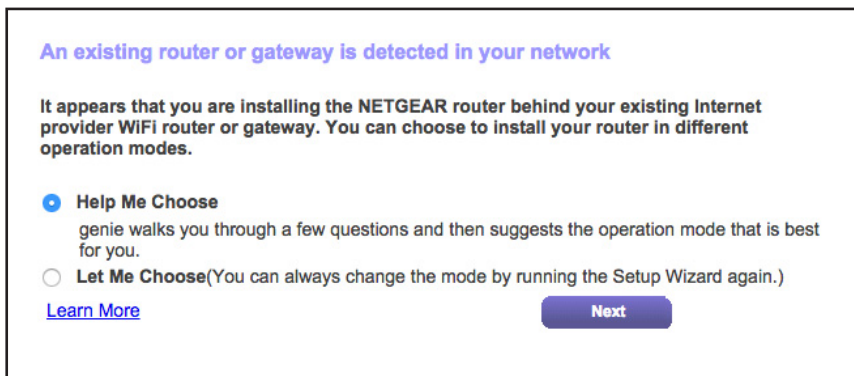 An existing router or gateway is detected in your network
It appears that you are installing the NETGEAR router behind your existing Internet
provider WiFi router or gateway. You can choose to install your router in different
operation modes.
Help Me Choose
genie walks you through a few questions and then suggests the operation mode that is best
for you.
Let Me Choose(You can always change the mode by running the Setup Wizard again.)
Learn More
Next